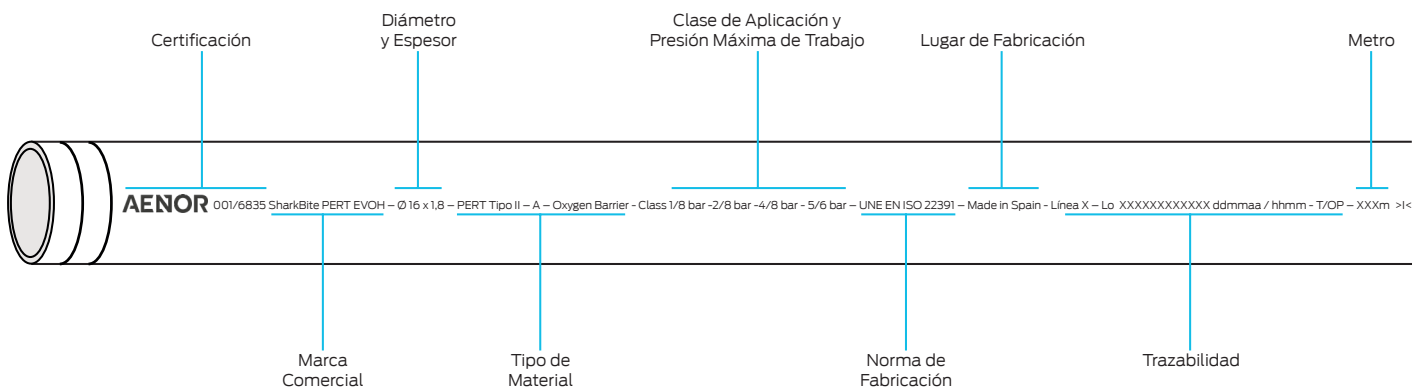 Certificación
Diámetro
y Espesor
Clase de Aplicación y
Presión Máxima de Trabajo
Lugar de Fabricación
Metro
AENOR 001/6835 SharkBite PERT EVOH – Ø 16 x 1,8 – PERT Tipo II – A – Oxygen Barrier - Class 1/8 bar -2/8 bar -4/8 bar - 5/6 bar – UNE EN ISO 22391 – Made in Spain - Línea X – Lo XXXXXXXXXXXX ddmmaa / hhmm - T/OP – XXXm >I<
Marca
Comercial
Tipo de
Material
Norma de
Fabricación
Trazabilidad